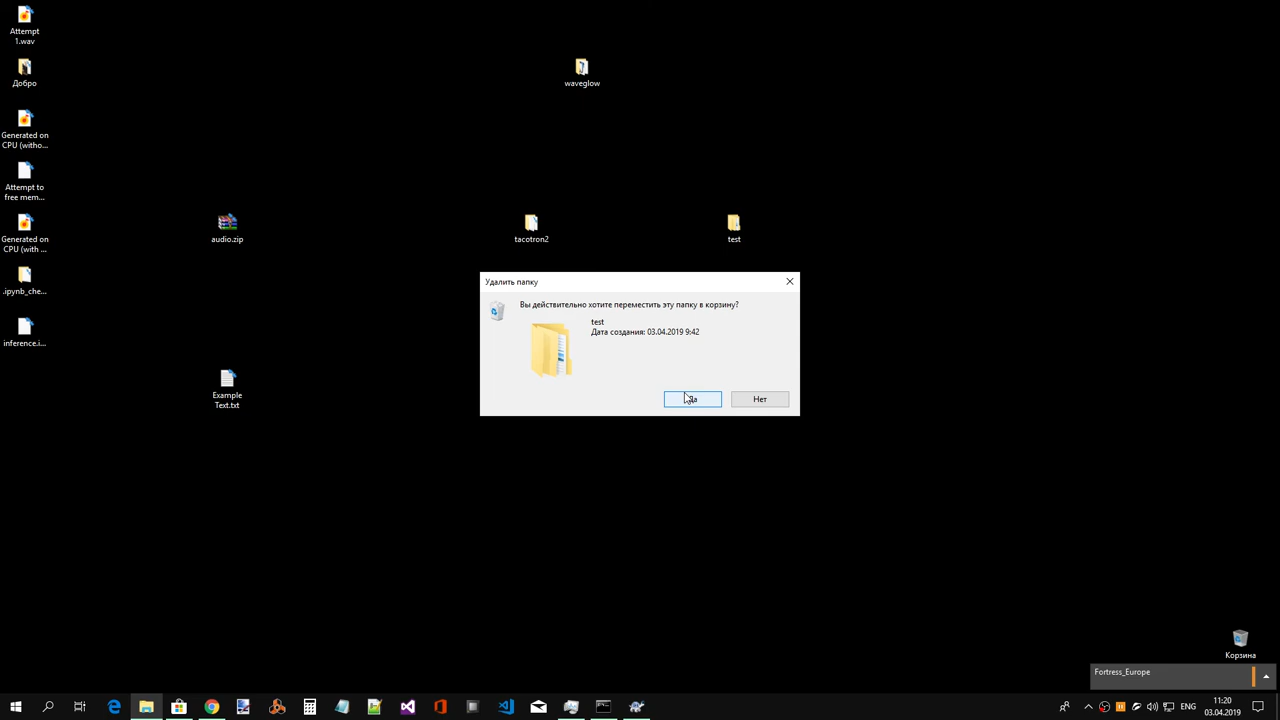 Attempt
1.wav
Добро
Generated on
CPU (witho...
Attempt to
free mem...
Generated on
CPU (with ...
.ipynb_che...
inference.i...
waveglow
audio.zip
tacotron2
test
Example
Text.txt
Удалить папку
Вы действительно хотите переместить эту папку в корзину?
test
Дата создания: 03.04.2019 9:42
Да
Нет
Корзина
Fortress_Europe
ENG
11:20
03.04.2019